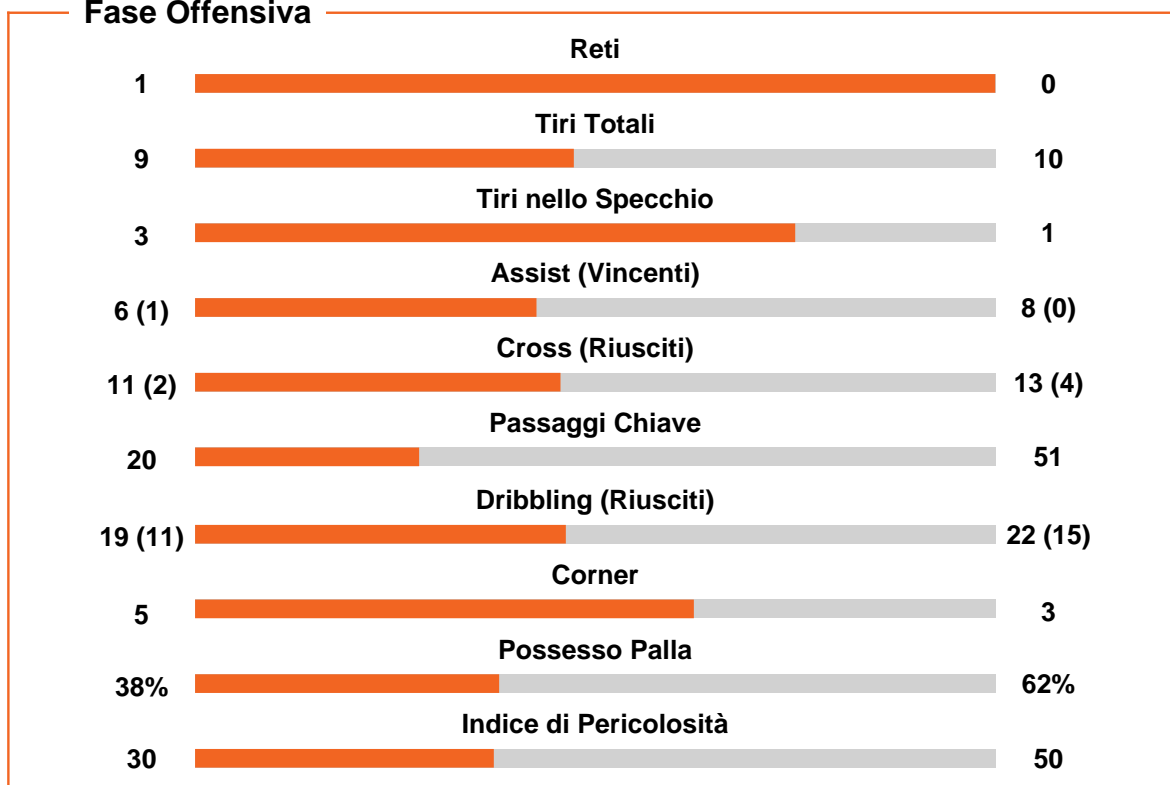 Fase Offensiva
Reti
1 0
Tiri Totali
9 10
Tiri nello Specchio
3 1
Assist (Vincenti)
6 (1) 8 (0)
Cross (Riusciti)
11 (2) 13 (4)
Passaggi Chiave
20 51
Dribbling (Riusciti)
19 (11) 22 (15)
Corner
5 3
Possesso Palla
38% 62%
Indice di Pericolosità
30 50